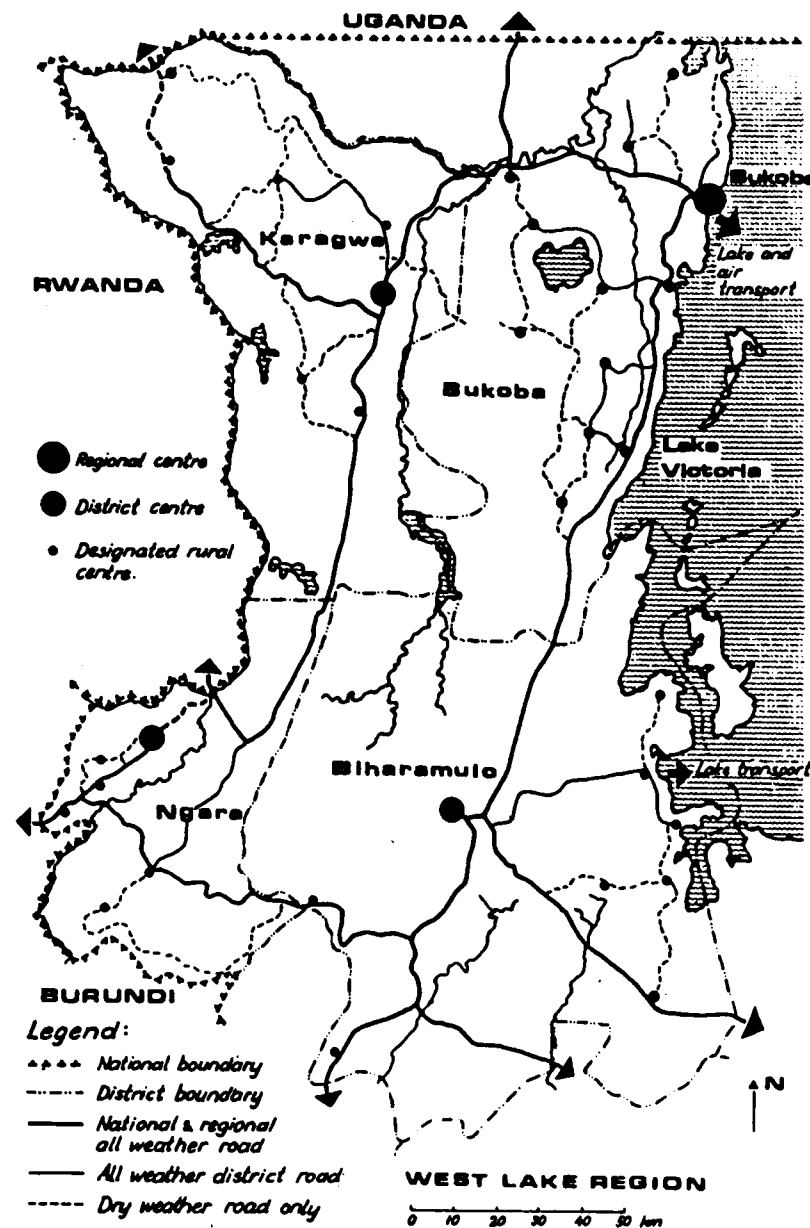 UGANDA
Bukoba
Karagwe
Lake and
air
transport
RWANDA
Bukoba
Lake
Victoria
Regional centre
District centre
Designated rural
centre.
Biharamulo
Lake transport
Ngara
BURUNDI
Legend:
National boundary
District boundary
National & regional
all weather road
All weather district road
Dry weather road only
N
WEST LAKE REGION
0 10 20 30 40 50 km